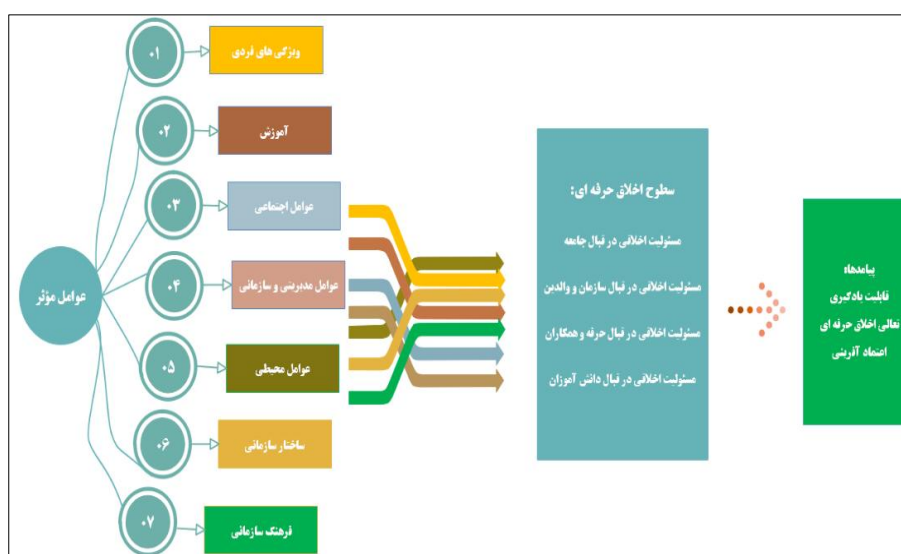 عوامل مؤثر
۰۱
ویژگی های فردی
۰۲
آموزش
۰۳
عوامل اجتماعی
۰۴
عوامل مدیریتی و سازمانی
۰۵
عوامل محیطی
۰۶
ساختار سازمانی
۰۷
فرهنگ سازمانی
سطوح اخلاق حرفه ای:
مسئولیت اخلاقی در قبال جامعه
مسئولیت اخلاقی در قبال سازمان و والدین
مسئولیت اخلاقی در قبال حرفه و همکاران
مسئولیت اخلاقی در قبال دانش آموزان
پیامدها:
قابلیت یادگیری
تعالی اخلاق حرفه ای
اعتماد آفرینی